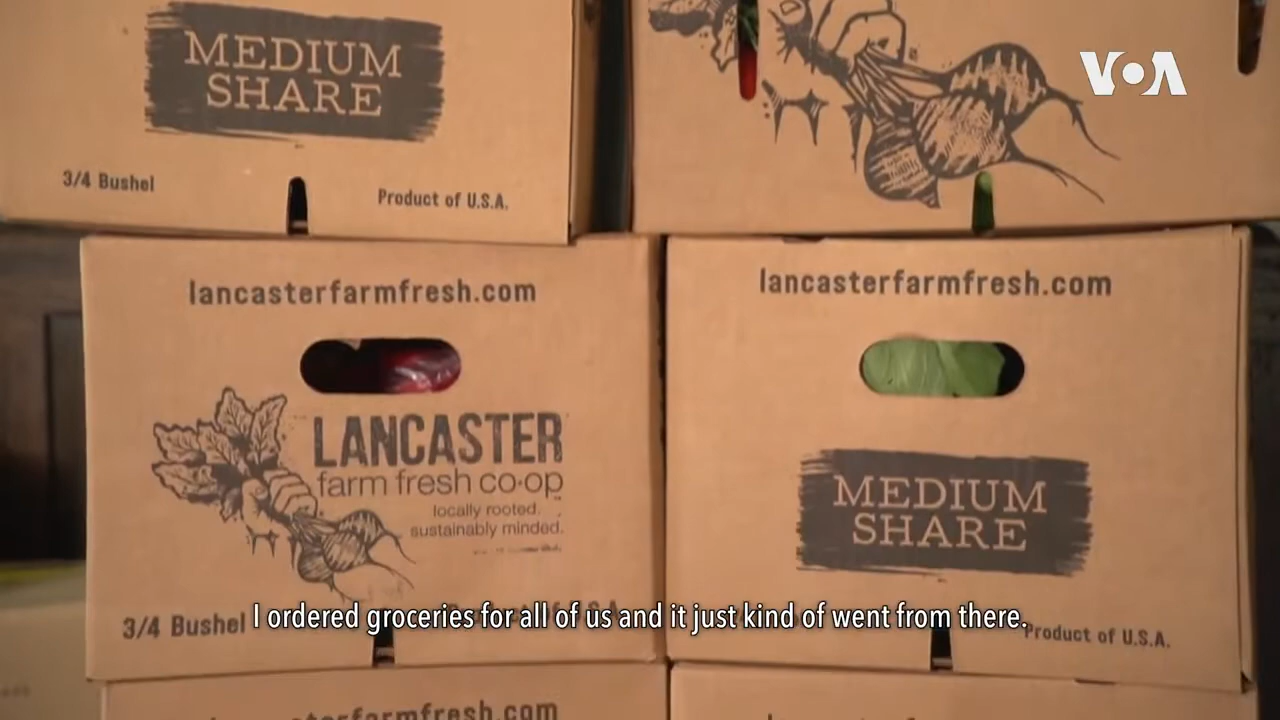 MEDIUM
SHARE
3/4 Bushel
Product of U.S.A.
VOA
lancasterfarmfresh.com
LANCASTER
farm fresh co·op
locally rooted.
sustainably minded.
3/4 Bushel
lancasterfarmfresh.com
MEDIUM
SHARE
Product of U.S.A.
I ordered groceries for all of us and it just kind of went from there.
lancasterfarmfresh.com